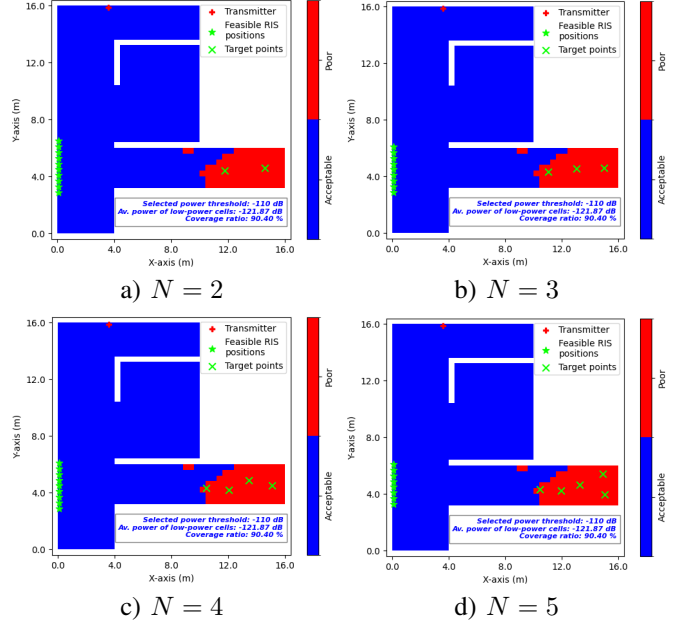 16.0
12.0
8.0
4.0
0.0
Y-axis (m)
0.0 4.0 8.0 12.0 16.0
X-axis (m)
Transmitter
Feasible RIS
positions
Target points
Selected power threshold: -110 dB
Av. power of low-power cells: -121.87 dB
Coverage ratio: 90.40 %
Poor
Acceptable
a) N = 2
16.0
12.0
8.0
4.0
0.0
Y-axis (m)
0.0 4.0 8.0 12.0 16.0
X-axis (m)
Transmitter
Feasible RIS
positions
Target points
Selected power threshold: -110 dB
Av. power of low-power cells: -121.87 dB
Coverage ratio: 90.40 %
Poor
Acceptable
b) N = 3
16.0
12.0
8.0
4.0
0.0
Y-axis (m)
0.0 4.0 8.0 12.0 16.0
X-axis (m)
Transmitter
Feasible RIS
positions
Target points
Selected power threshold: -110 dB
Av. power of low-power cells: -121.87 dB
Coverage ratio: 90.40 %
Poor
Acceptable
c) N = 4
16.0
12.0
8.0
4.0
0.0
Y-axis (m)
0.0 4.0 8.0 12.0 16.0
X-axis (m)
Transmitter
Feasible RIS
positions
Target points
Selected power threshold: -110 dB
Av. power of low-power cells: -121.87 dB
Coverage ratio: 90.40 %
Poor
Acceptable
d) N = 5